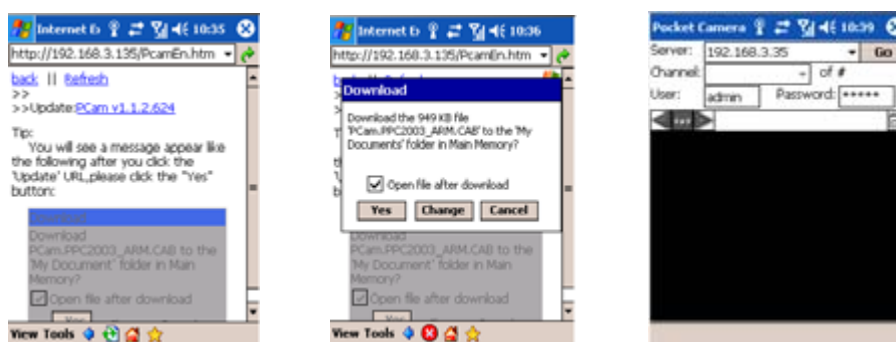 Internet E 10:35
http://192.168.3.135/PcamEn.htm
back || Refresh
>>
>>Update:PCam v1.1.2.624
Tip:
You will see a message appear like
the following after you click the
'Update' URL,please click the "Yes"
button:
Download
Download
PCam.PPC2003_ARM.CAB to the
'My Document' folder in Main
Memory?
Open file after download
Yes
View Tools
Internet E 10:36
http://192.168.3.135/PcamEn.htm
Download
Download the 949 KB file
'PCam.PPC2003_ARM.CAB' to the 'My
Documents' folder in Main Memory?
Open file after download
Yes Change Cancel
Download
PCam.PPC2003_ARM.CAB to the
'My Document' folder in Main
Memory?
Open file after download
Yes
View Tools
Pocket Camera 10:39
Server: 192.168.3.35 Go
Channel: of #
User: admin Password: *****